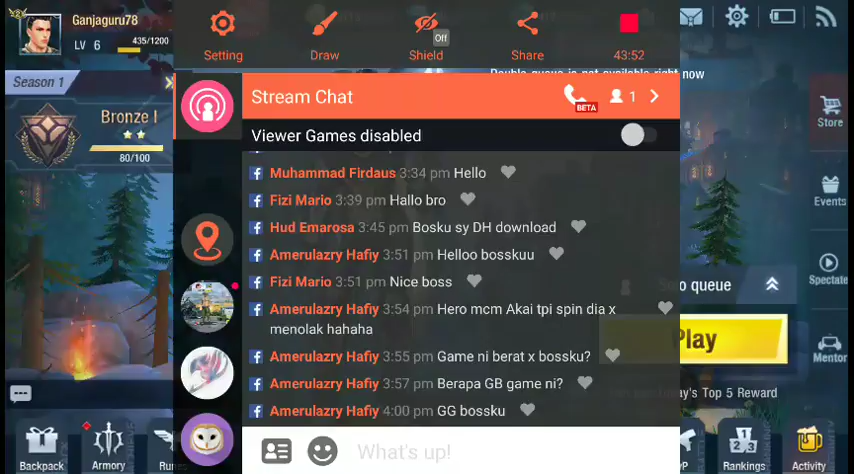 Ganjaguru78
LV 6
435/1200
Season 1
Bronze I
80/100
Setting
Draw
Off
Shield
Share
43:52
Stream Chat
BETA
1
Viewer Games disabled
Muhammad Firdaus 3:34 pm Hello
Fizi Mario 3:39 pm Hallo bro
Hud Emarosa 3:45 pm Bosku sy DH download
Amerulazry Hafiy 3:51 pm Helloo bosskuu
Fizi Mario 3:51 pm Nice boss
Amerulazry Hafiy 3:54 pm Hero mcm Akai tpi spin dia x
menolak hahaha
Amerulazry Hafiy 3:55 pm Game ni berat x bossku?
Amerulazry Hafiy 3:57 pm Berapa GB game ni?
Amerulazry Hafiy 4:00 pm GG bossku
What's up!
queue is not available right now
Store
Events
Spectate
Mentor
queue
Play
day's Top 5 Reward
Backpack
Armory
Rankings
Activity